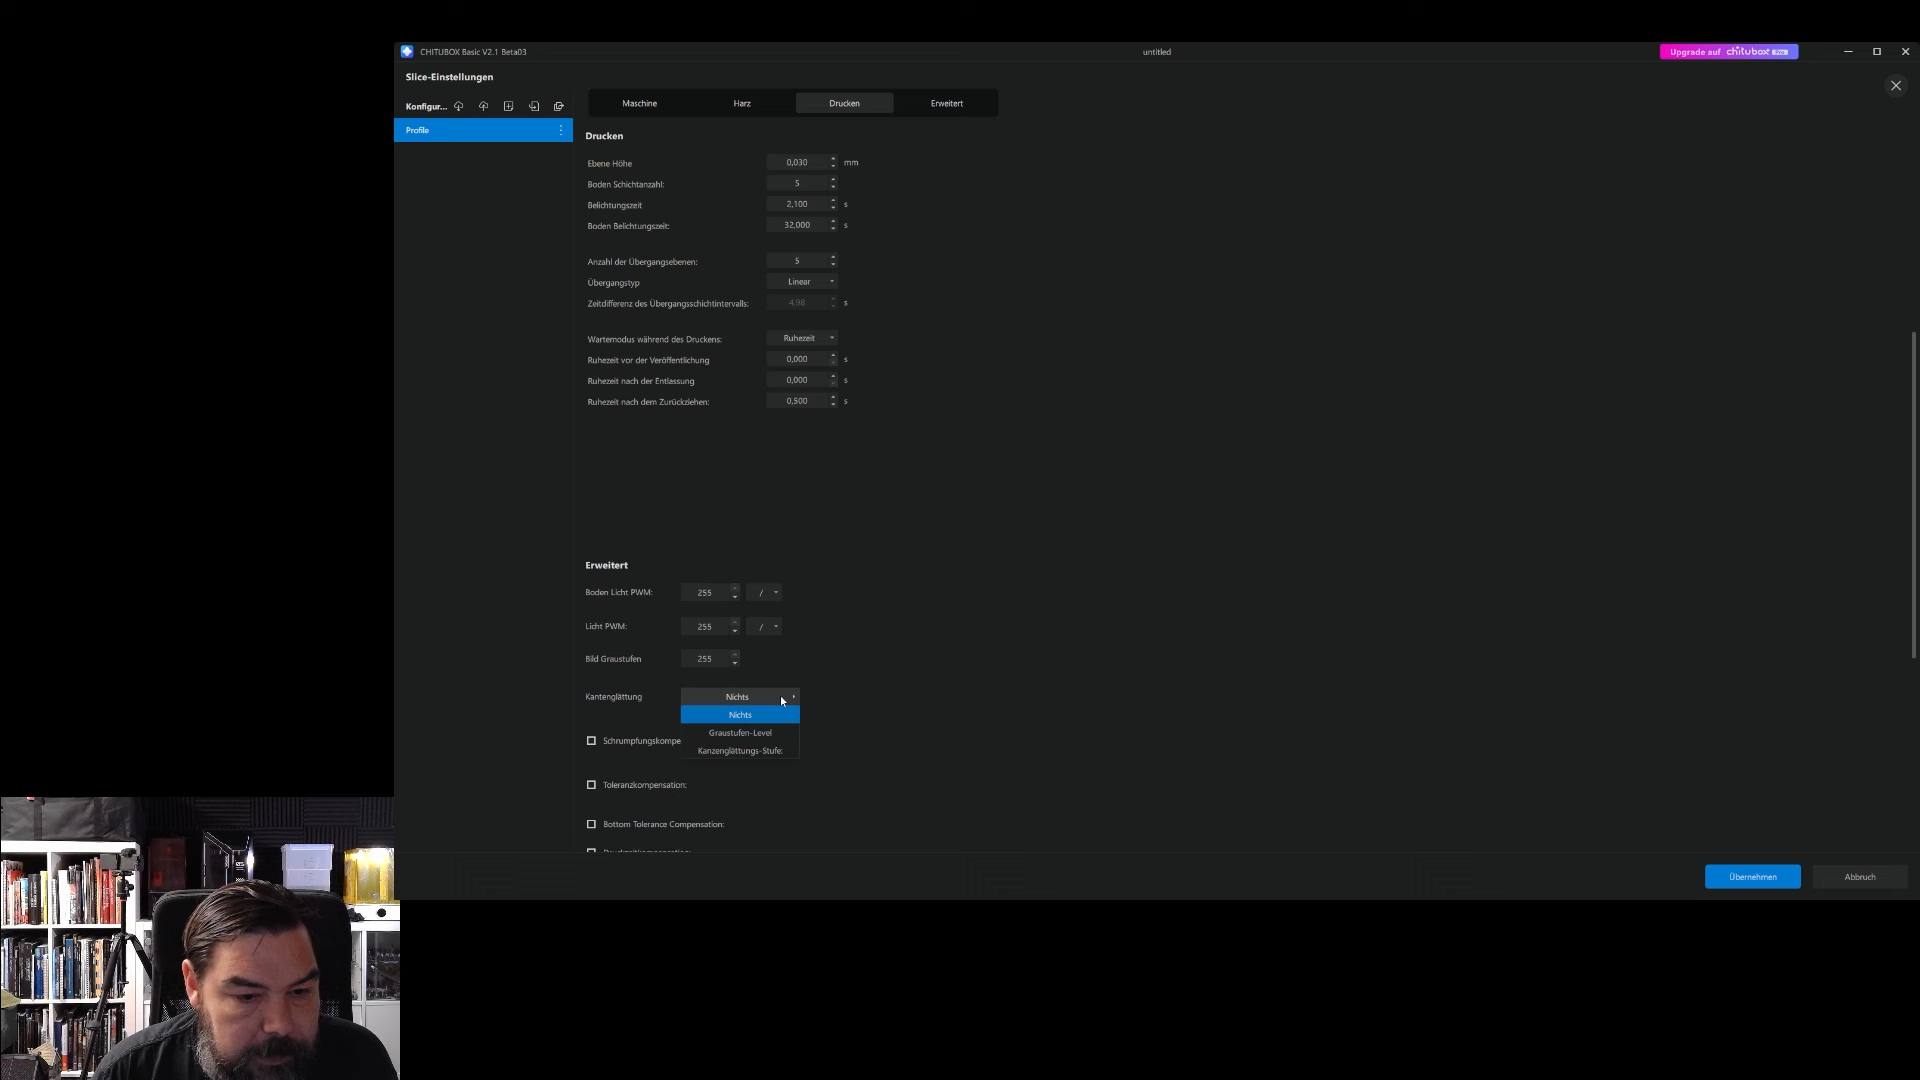 CHITUBOX Basic V2.1 Beta03
untitled
Upgrade auf chitubox Pro
Slice-Einstellungen
Konfigur...
Maschine
Harz
Drucken
Erweitert
Profile
Drucken
Ebene Höhe 0,030 mm
Boden Schichtanzahl: 5
Belichtungszeit 2,100 s
Boden Belichtungszeit: 32,000 s
Anzahl der Übergangsebenen: 5
Übergangstyp Linear
Zeitdifferenz des Übergangsschichtintervalls: 4.98 s
Wartemodus während des Druckens: Ruhezeit
Ruhezeit vor der Veröffentlichung 0,000 s
Ruhezeit nach der Entlassung 0,000 s
Ruhezeit nach dem Zurückziehen: 0,500 s
Erweitert
Boden Licht PWM: 255 /
Licht PWM: 255 /
Bild Graustufen 255
Kantenglättung Nichts
Nichts
Graustufen-Level
Kanzenglättungs-Stufe:
Schrumpfungskompe
Toleranzkompensation:
Bottom Tolerance Compensation:
Übernehmen
Abbruch